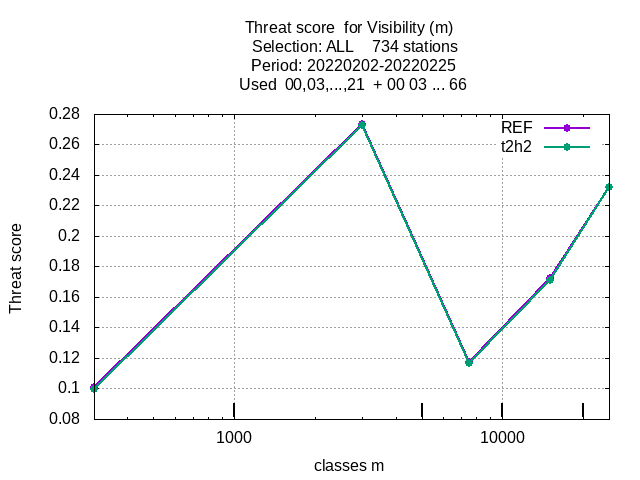 Threat score  for Visibility (m)
Selection: ALL    734 stations
Period: 20220202-20220225
Used  00,03,...,21  + 00 03 ... 66
0.28
0.26
0.24
0.22
0.2
0.18
0.16
0.14
0.12
0.1
0.08
Threat score
REF
t2h2
1000
10000
classes m